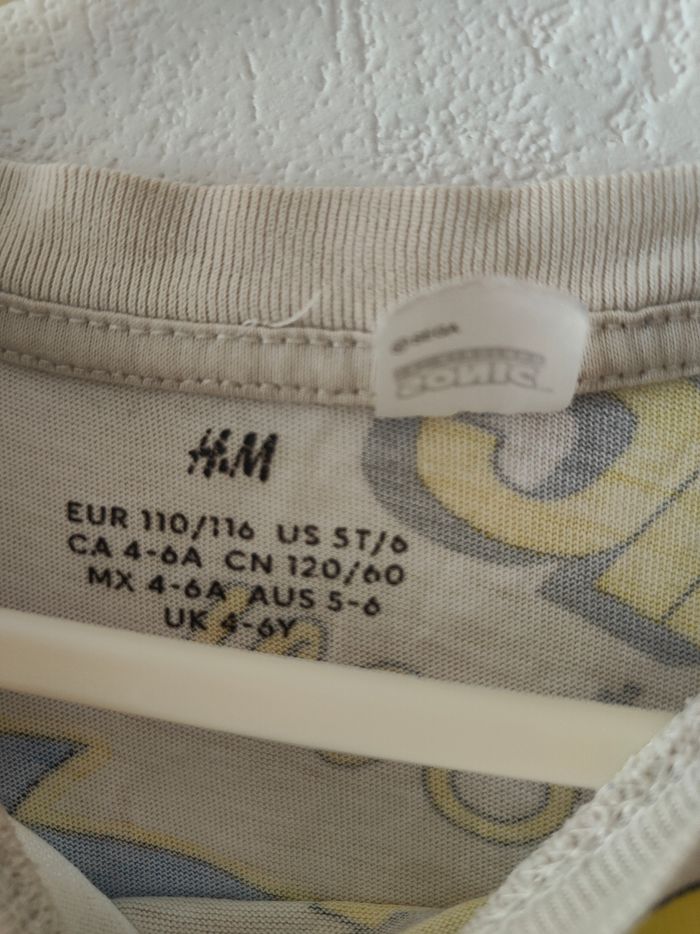 ©SEGA
SONIC
H&M
EUR 110/116 US 5T/6
CA 4-6A CN 120/60
MX 4-6A AUS 5-6
UK 4-6Y